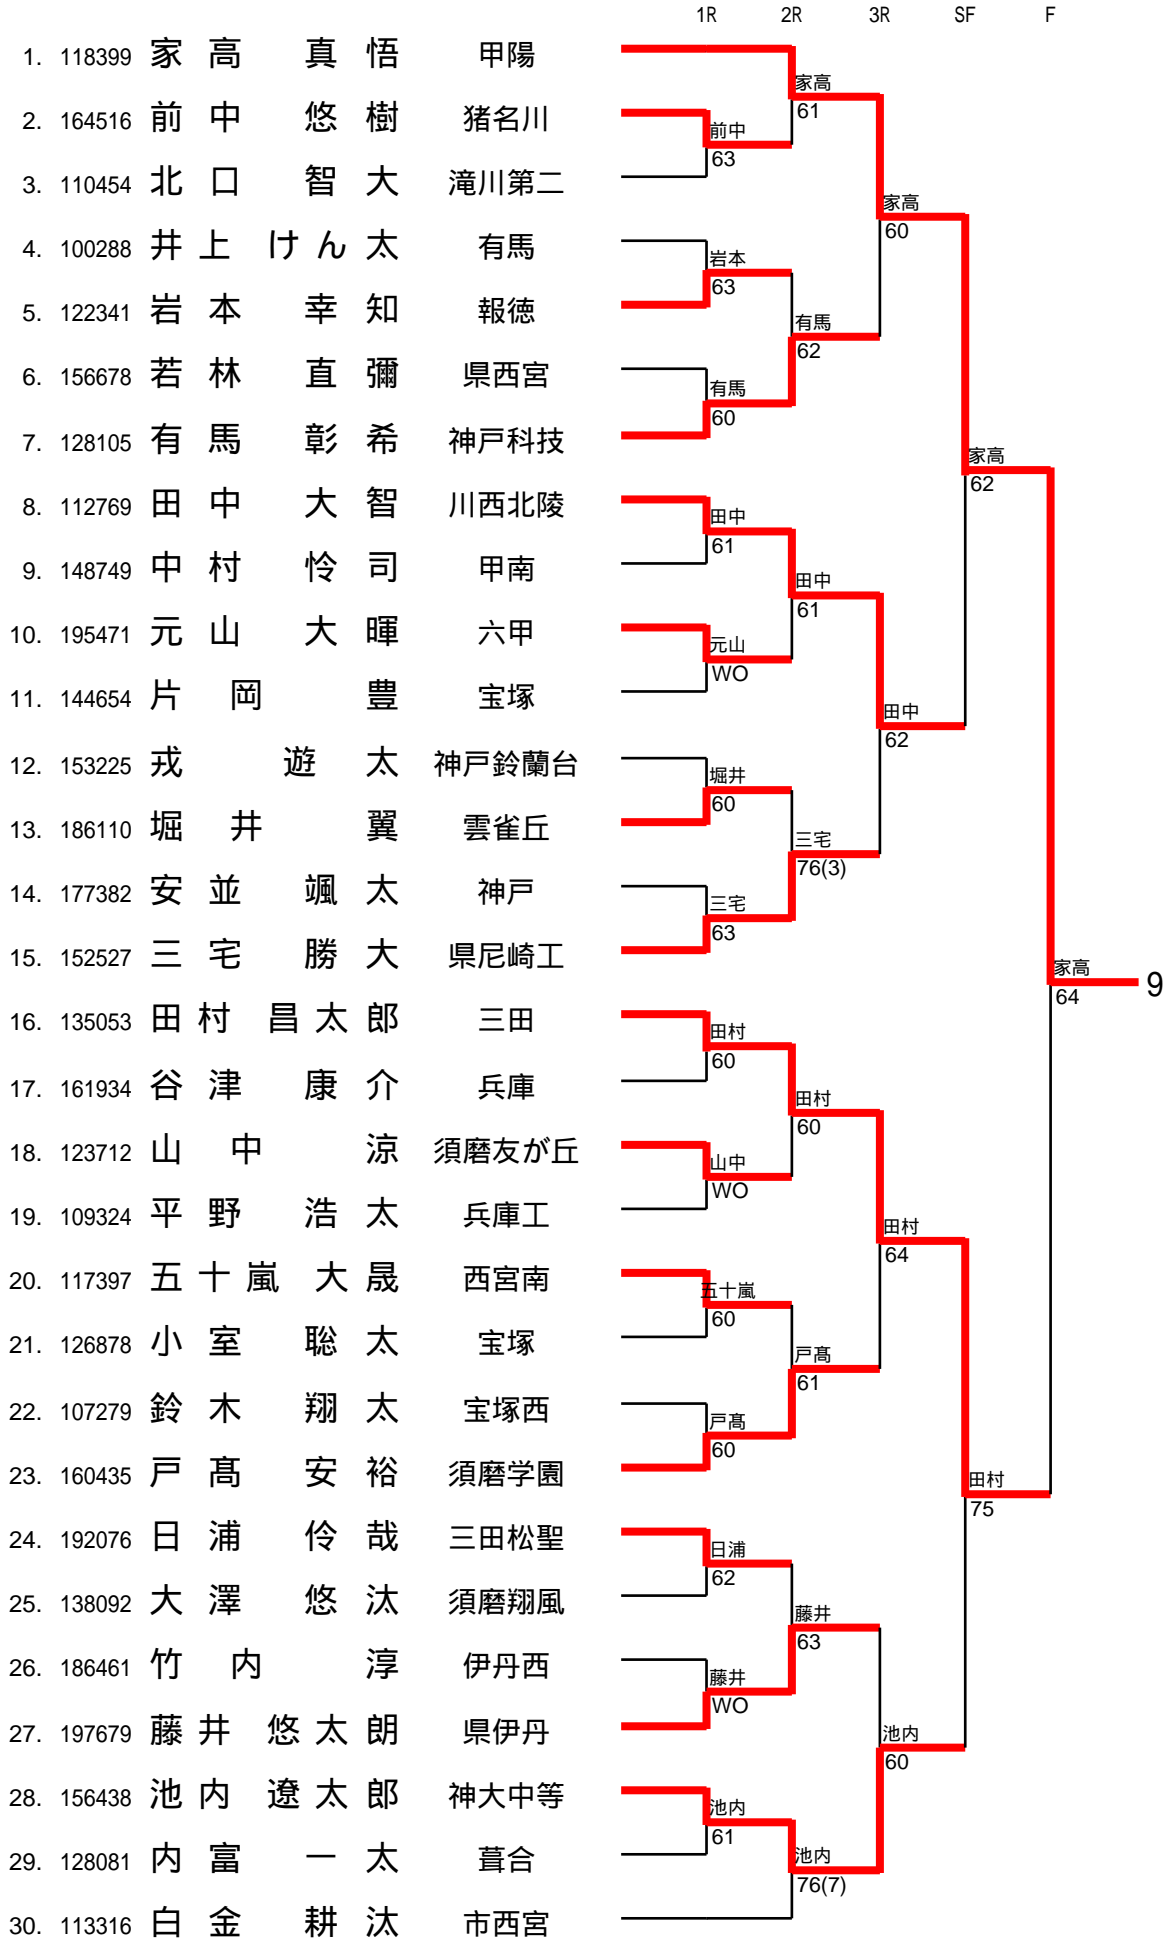 1R 2R 3R SF F
1. 118399 家高 真悟 甲陽
家高
2. 164516 前中 悠樹 猪名川
61
前中
63
3. 110454 北口 智大 滝川第二
家高
60
4. 100288 井上 けん太 有馬
岩本
63
5. 122341 岩本 幸知 報徳
有馬
62
6. 156678 若林 直彌 県西宮
有馬
60
7. 128105 有馬 彰希 神戸科技
家高
62
8. 112769 田中 大智 川西北陵
田中
61
9. 148749 中村 怜司 甲南
田中
61
10. 195471 元山 大暉 六甲
元山
WO
11. 144654 片岡 豊 宝塚
田中
62
12. 153225 戎 遊太 神戸鈴蘭台
堀井
60
13. 186110 堀井 翼 雲雀丘
三宅
76(3)
14. 177382 安並 颯太 神戸
三宅
63
15. 152527 三宅 勝大 県尼崎工
家高
9
64
16. 135053 田村 昌太郎 三田
田村
60
17. 161934 谷津 康介 兵庫
田村
60
18. 123712 山中 涼 須磨友が丘
山中
WO
19. 109324 平野 浩太 兵庫工
田村
64
20. 117397 五十嵐 大晟 西宮南
五十嵐
60
21. 126878 小室 聡太 宝塚
戸髙
61
22. 107279 鈴木 翔太 宝塚西
戸髙
60
23. 160435 戸髙 安裕 須磨学園
田村
75
24. 192076 日浦 伶哉 三田松聖
日浦
62
25. 138092 大澤 悠汰 須磨翔風
藤井
63
26. 186461 竹内 淳 伊丹西
藤井
WO
27. 197679 藤井 悠太朗 県伊丹
池内
60
28. 156438 池内 遼太郎 神大中等
池内
61
29. 128081 内富 一太 葺合
池内
76(7)
30. 113316 白金 耕汰 市西宮